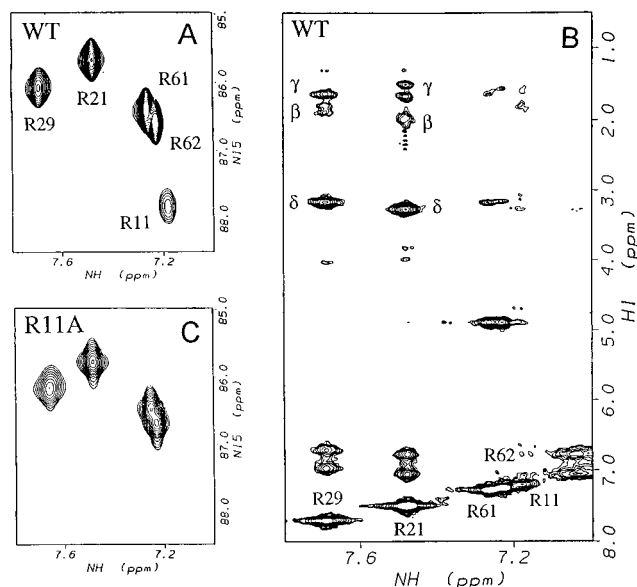 WT
A
R61
R29
R21
R62
R11
85.0
86.0
87.0
88.0
N15
7.6
7.2
NH (ppm)
R11A
C
85.0
86.0
87.0
88.0
N15
7.6
7.2
NH (ppm)
WT
B
γ
γ
β
β
δ
δ
R62
R29
R21
R61
R11
1.0
2.0
3.0
4.0
5.0
6.0
7.0
8.0
H1 (ppm)
7.6
7.2
NH (ppm)